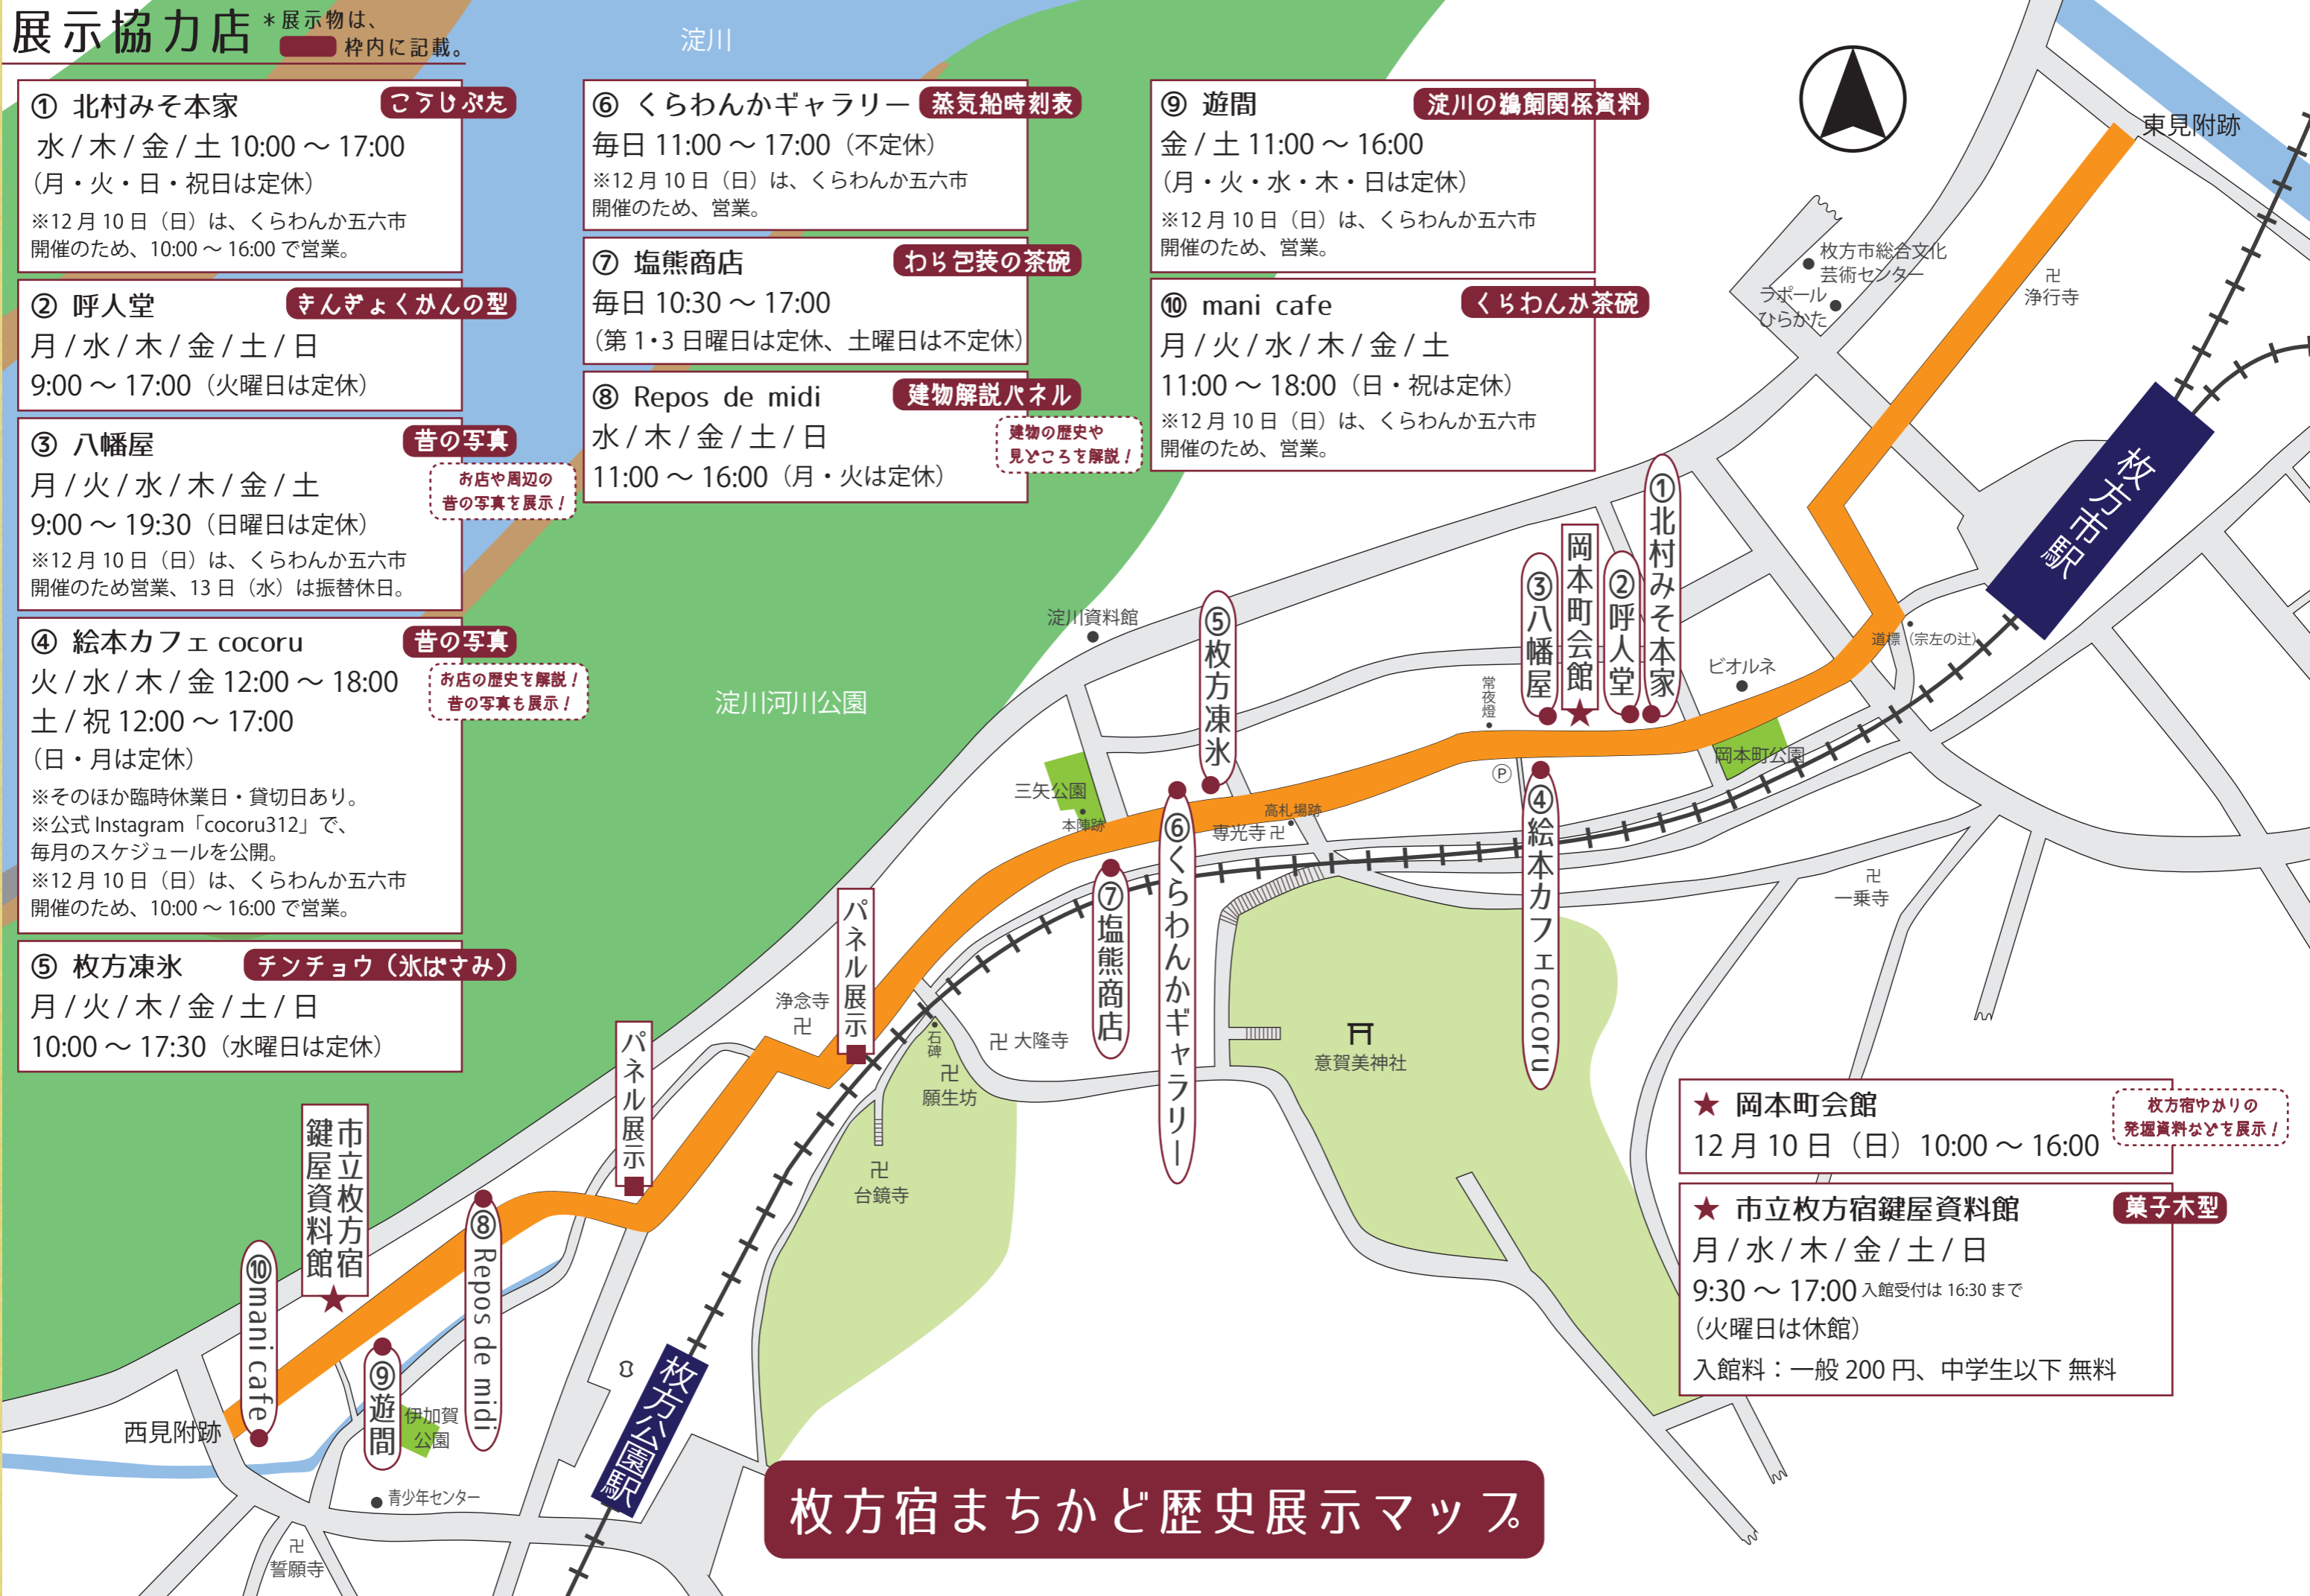 展示協力店
＊展示物は、
枠内に記載。
① 北村みそ本家
こうじぶた
水 / 木 / 金 / 土 10:00 ～ 17:00
（月・火・日・祝日は定休）
※12 月 10 日（日）は、くらわんか五六市
開催のため、10:00 ～ 16:00 で営業。
② 呼人堂
きんぎょくかんの型
月 / 水 / 木 / 金 / 土 / 日
9:00 ～ 17:00（火曜日は定休）
③ 八幡屋
昔の写真
月 / 火 / 水 / 木 / 金 / 土
お店や周辺の
昔の写真を展示！
9:00 ～ 19:30（日曜日は定休）
※12 月 10 日（日）は、くらわんか五六市
開催のため営業、13 日（水）は振替休日。
④ 絵本カフェ cocoru
昔の写真
火 / 水 / 木 / 金 12:00 ～ 18:00
お店の歴史を解説！
昔の写真も展示！
土 / 祝 12:00 ～ 17:00
（日・月は定休）
※そのほか臨時休業日・貸切日あり。
※公式 Instagram「cocoru312」で、
毎月のスケジュールを公開。
※12 月 10 日（日）は、くらわんか五六市
開催のため、10:00 ～ 16:00 で営業。
⑤ 枚方凍氷
チンチョウ（氷ばさみ）
月 / 火 / 木 / 金 / 土 / 日
10:00 ～ 17:30（水曜日は定休）
⑥ くらわんかギャラリー
蒸気船時刻表
毎日 11:00 ～ 17:00（不定休）
※12 月 10 日（日）は、くらわんか五六市
開催のため、営業。
⑦ 塩熊商店
わら包装の茶碗
毎日 10:30 ～ 17:00
（第 1・3 日曜日は定休、土曜日は不定休）
⑧ Repos de midi
建物解説パネル
水 / 木 / 金 / 土 / 日
建物の歴史や
見どころを解説！
11:00 ～ 16:00（月・火は定休）
⑨ 遊間
淀川の鵜飼関係資料
金 / 土 11:00 ～ 16:00
（月・火・水・木・日は定休）
※12 月 10 日（日）は、くらわんか五六市
開催のため、営業。
⑩ mani cafe
くらわんか茶碗
月 / 火 / 水 / 木 / 金 / 土
11:00 ～ 18:00（日・祝は定休）
※12 月 10 日（日）は、くらわんか五六市
開催のため、営業。
淀川
東見附跡
枚方市総合文化
芸術センター
ラポール
ひらかた
卍
浄行寺
枚方市駅
道標（宗左の辻）
ビオルネ
岡本町公園
①北村みそ本家
②呼人堂
岡本町会館
③八幡屋
常夜燈
P
④絵本カフェcocoru
淀川資料館
⑤枚方凍氷
淀川河川公園
三矢公園
本陣跡
高札場跡
専光寺 卍
⑥くらわんかギャラリー
⑦塩熊商店
卍
一乗寺
意賀美神社
パネル展示
浄念寺
卍
石碑
卍 大隆寺
卍
願生坊
卍
台鏡寺
パネル展示
市立枚方宿
鍵屋資料館
⑧Repos de midi
⑩mani cafe
⑨遊間
伊加賀
公園
西見附跡
枚方公園駅
青少年センター
卍
誓願寺
★ 岡本町会館
12 月 10 日（日）10:00 ～ 16:00
枚方宿ゆかりの
発掘資料などを展示！
★ 市立枚方宿鍵屋資料館
菓子木型
月 / 水 / 木 / 金 / 土 / 日
9:30 ～ 17:00 入館受付は 16:30 まで
（火曜日は休館）
入館料：一般 200 円、中学生以下 無料
枚方宿まちかど歴史展示マップ